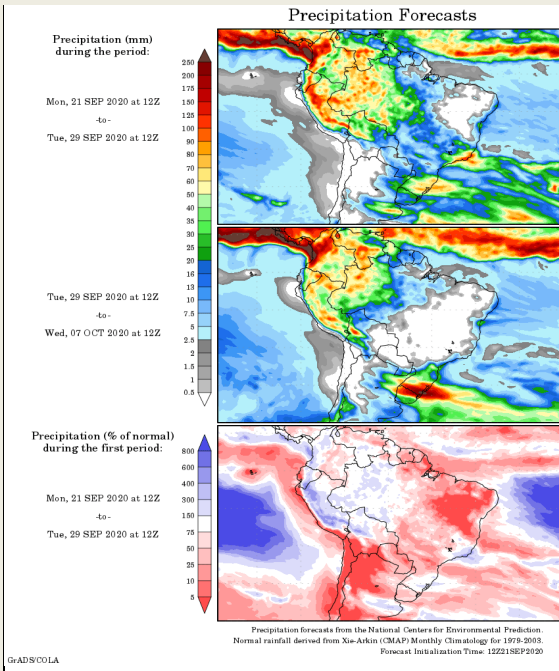 Precipitation Forecasts
Precipitation (mm)
during the period:
Mon, 21 SEP 2020 at 12Z
-to-
Tue, 29 SEP 2020 at 12Z
250
200
175
150
125
100
90
80
70
60
50
40
35
30
25
20
16
13
10
7.5
5
2.5
2
1.5
1
0.5
Tue, 29 SEP 2020 at 12Z
-to-
Wed, 07 OCT 2020 at 12Z
Precipitation (% of normal)
during the first period:
Mon, 21 SEP 2020 at 12Z
-to-
Tue, 29 SEP 2020 at 12Z
800
600
400
300
150
75
50
25
10
5
Precipitation forecasts from the National Centers for Environmental Prediction.
Normal rainfall derived from Xie-Arkin (CMAP) Monthly Climatology for 1979-2003.
Forecast Initialization Time: 12Z21SEP2020
GrADS/COLA